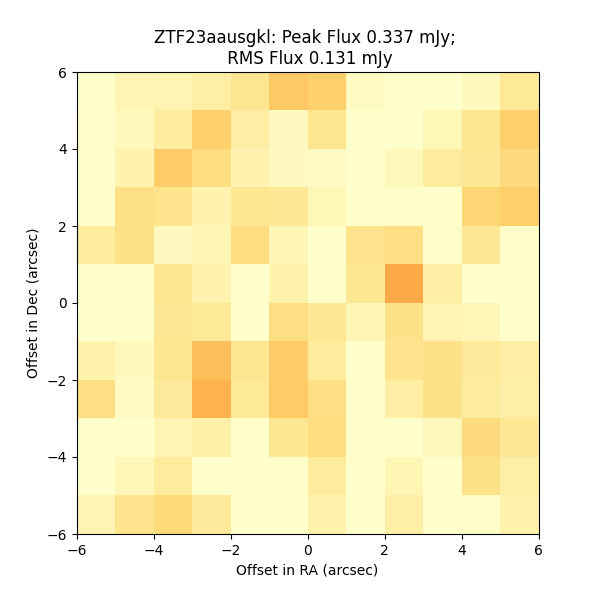 ZTF23aausgkl: Peak Flux 0.337 mJy;
RMS Flux 0.131 mJy
6
4
2
0
−2
−4
−6
Offset in Dec (arcsec)
−6 −4 −2 0 2 4 6
Offset in RA (arcsec)